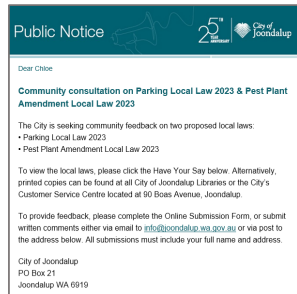 Public Notice
25TH
YEAR
ANNIVERSARY
City of
Joondalup
Dear Chloe
Community consultation on Parking Local Law 2023 & Pest Plant
Amendment Local Law 2023
The City is seeking community feedback on two proposed local laws:
• Parking Local Law 2023
• Pest Plant Amendment Local Law 2023
To view the local laws, please click the Have Your Say below. Alternatively,
printed copies can be found at all City of Joondalup Libraries or the City's
Customer Service Centre located at 90 Boas Avenue, Joondalup.
To provide feedback, please complete the Online Submission Form, or submit
written comments either via email to info@joondalup.wa.gov.au or via post to
the address below. All submissions must include your full name and address.
City of Joondalup
PO Box 21
Joondalup WA 6919